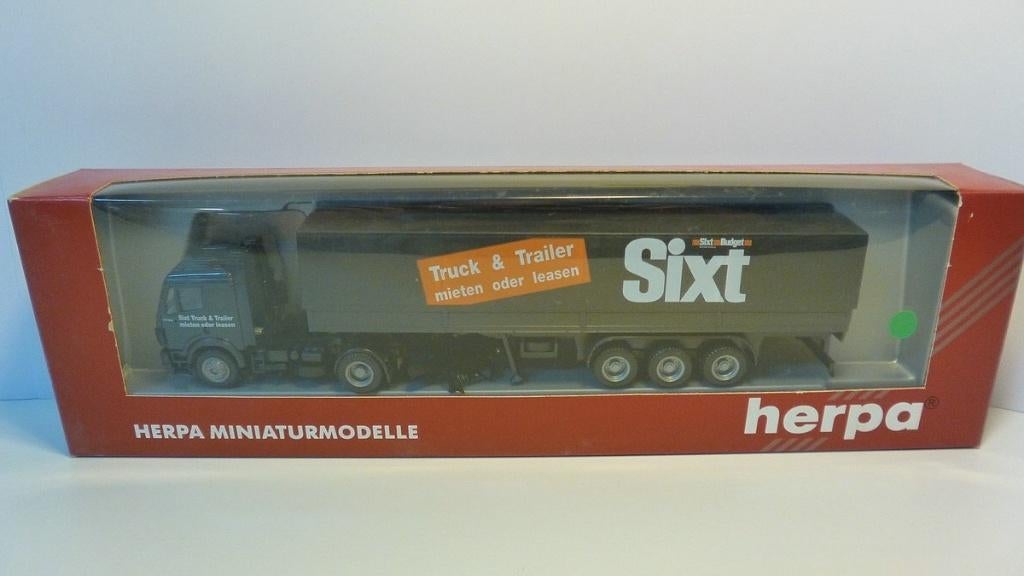 Sixt Budget
Sixt
Truck & Trailer
mieten oder leasen
Sixt Truck & Trailer
mieten oder leasen
HERPA MINIATURMODELLE
herpa®